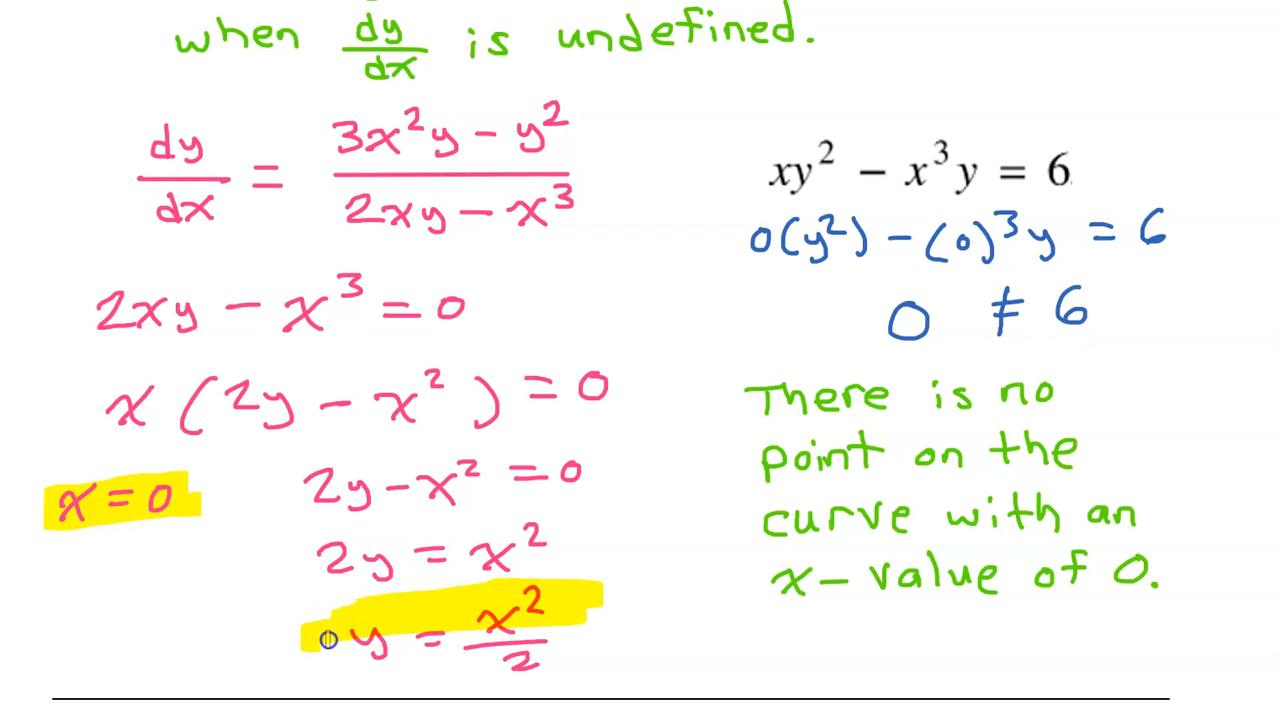 when dy/dx is undefined.
dy/dx = (3x²y − y²)/(2xy − x³)
2xy − x³ = 0
x(2y − x²) = 0
x = 0
2y − x² = 0
2y = x²
y = x²/2
xy² − x³y = 6
0(y²) − (0)³y = 6
0 ≠ 6
There is no
point on the
curve with an
x-value of 0.